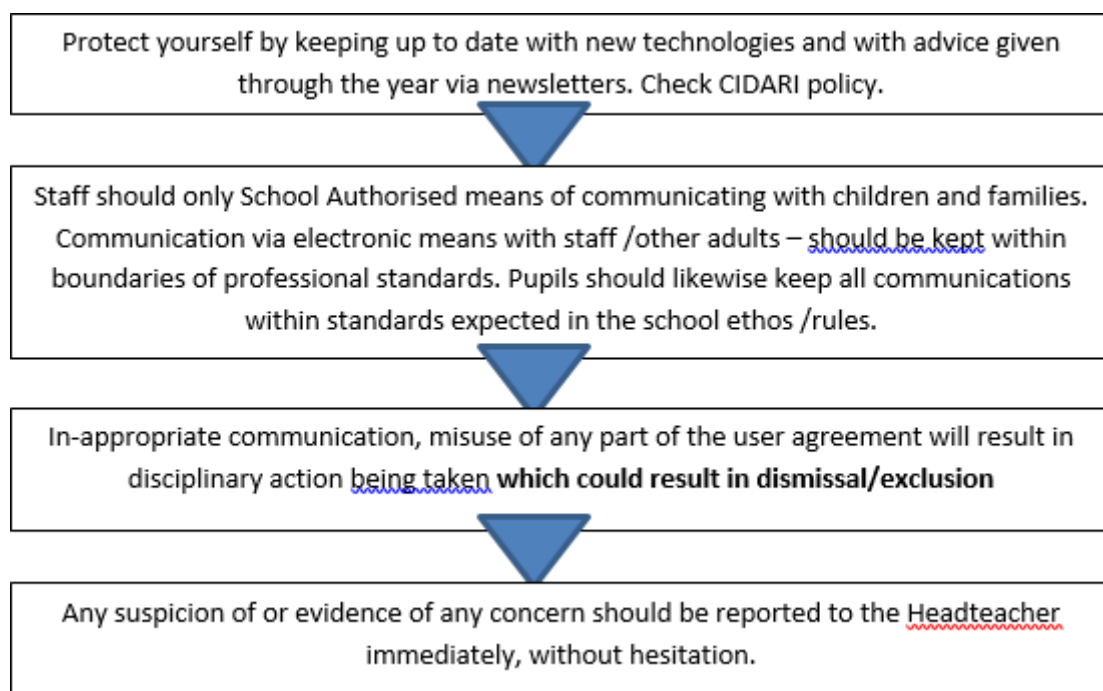 Protect yourself by keeping up to date with new technologies and with advice given
through the year via newsletters. Check CIDARI policy.
Staff should only School Authorised means of communicating with children and families.
Communication via electronic means with staff /other adults – should be kept within
boundaries of professional standards. Pupils should likewise keep all communications
within standards expected in the school ethos /rules.
In-appropriate communication, misuse of any part of the user agreement will result in
disciplinary action being taken which could result in dismissal/exclusion
Any suspicion of or evidence of any concern should be reported to the Headteacher
immediately, without hesitation.